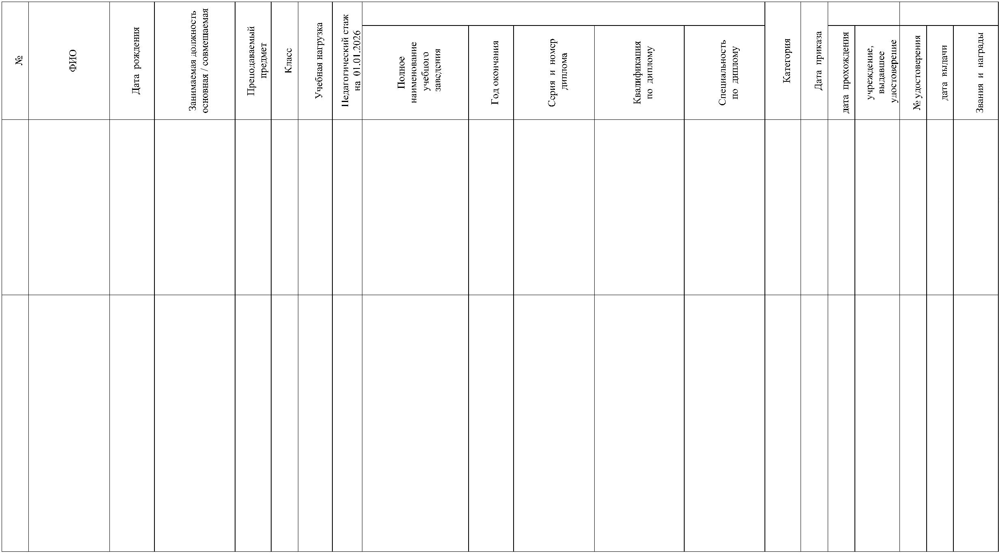 №
ФИО
Дата рождения
Занимаемая должность
основная / совмещаемая
Преподаваемый
предмет
Класс
Учебная нагрузка
Педагогический стаж
на 01.01.2026
Полное
наименование
учебного
заведения
Год окончания
Серия и номер
диплома
Квалификация
по диплому
Специальность
по диплому
Категория
Дата приказа
дата прохождения
учреждение,
выдавшее
удостоверение
№ удостоверения
дата выдачи
Звания и награды